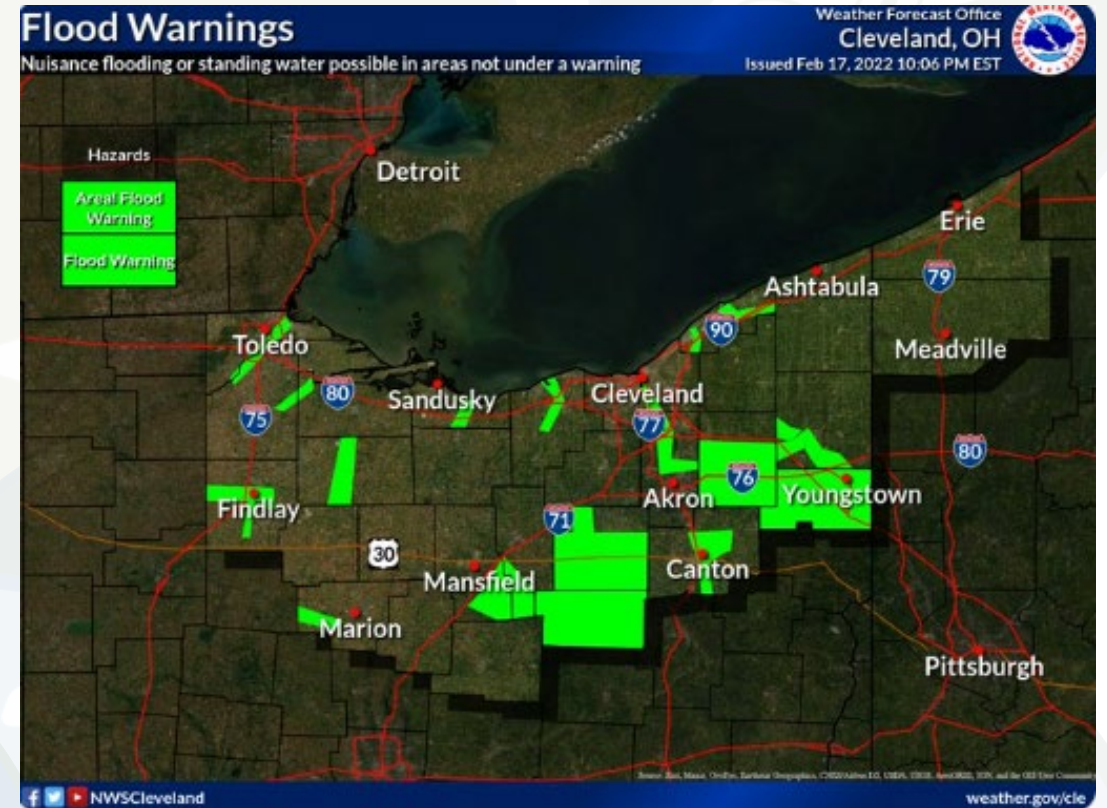 Flood Warnings
Nuisance flooding or standing water possible in areas not under a warning
Weather Forecast Office
Cleveland, OH
Issued Feb 17, 2022 10:06 PM EST
Hazards
Areal Flood
Warning
Flood Warning
Detroit
Erie
79
Ashtabula
90
Toledo
Meadville
80
Sandusky
Cleveland
75
77
80
76
Findlay
Akron
Youngstown
71
30
Mansfield
Canton
Marion
Pittsburgh
NWSCleveland
weather.gov/cle